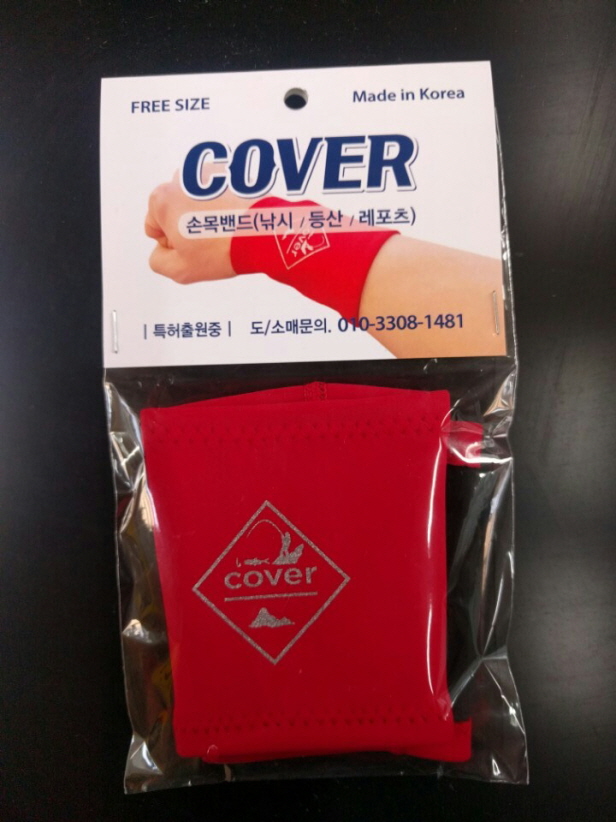 FREE SIZE
Made in Korea
COVER
손목밴드(낚시 / 등산 / 레포츠)
cover
| 특허출원중 | 도/소매문의. 010-3308-1481
cover